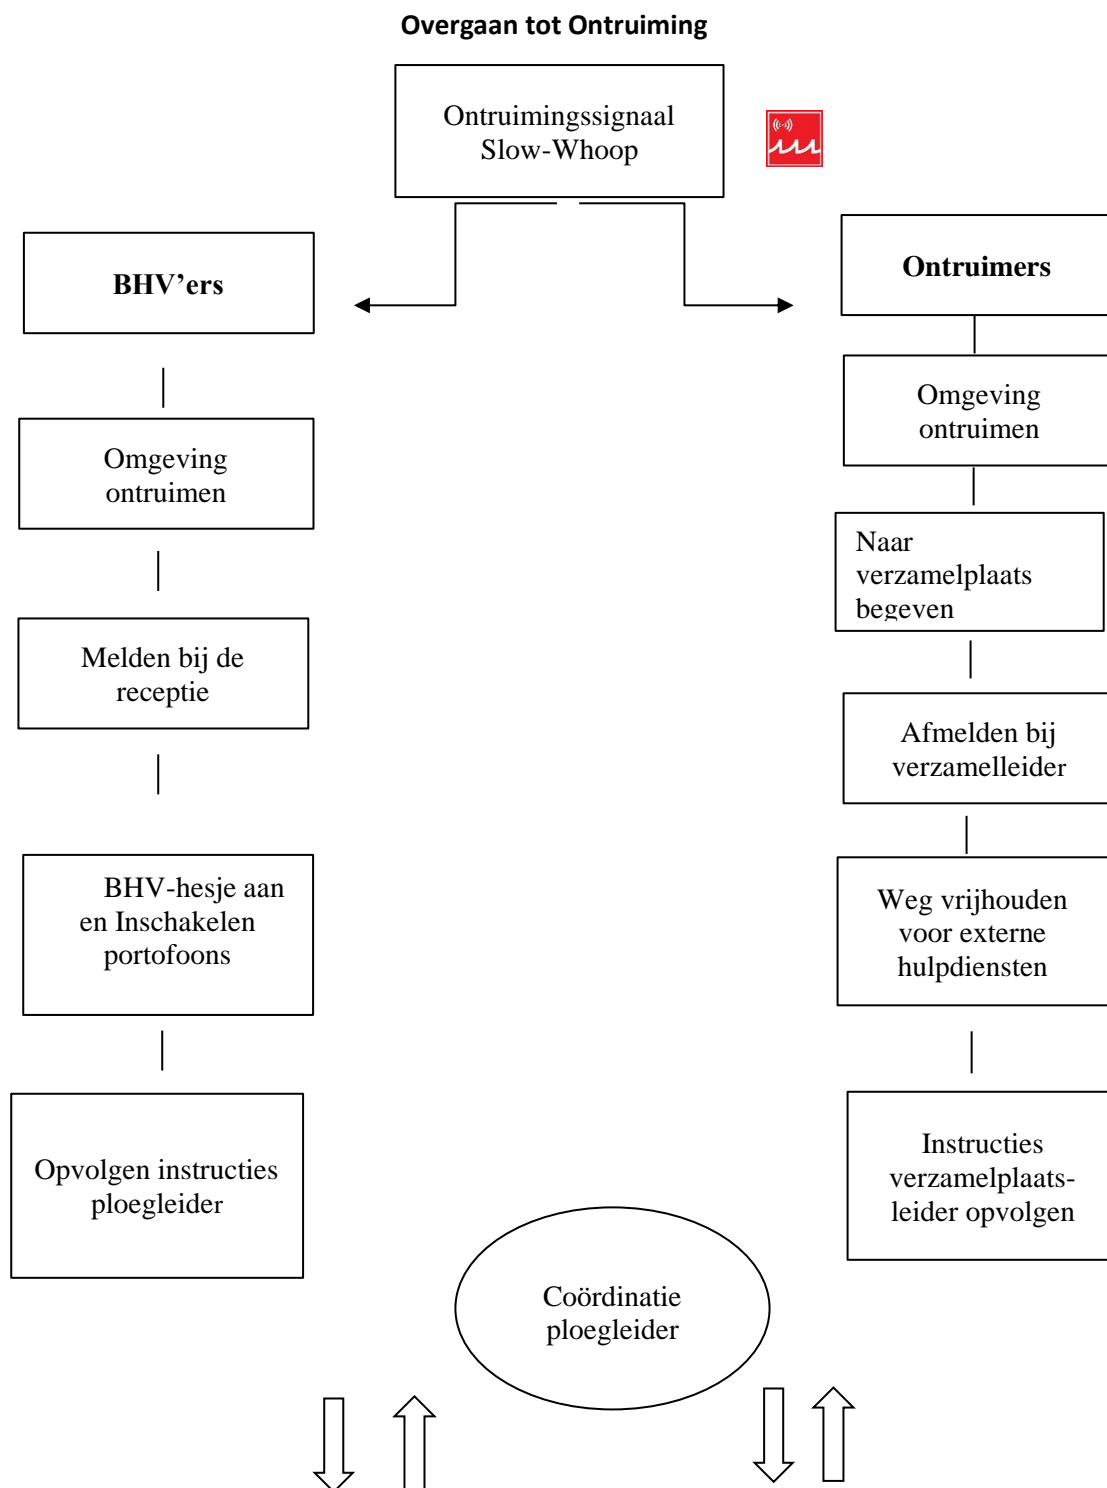 Overgaan tot Ontruiming
Ontruimingssignaal
Slow-Whoop
BHV’ers
Omgeving
ontruimen
Melden bij de
receptie
BHV-hesje aan
en Inschakelen
portofoons
Opvolgen instructies
ploegleider
Ontruimers
Omgeving
ontruimen
Naar
verzamelplaats
begeven
Afmelden bij
verzamelleider
Weg vrijhouden
voor externe
hulpdiensten
Instructies
verzamelplaats-
leider opvolgen
Coördinatie
ploegleider